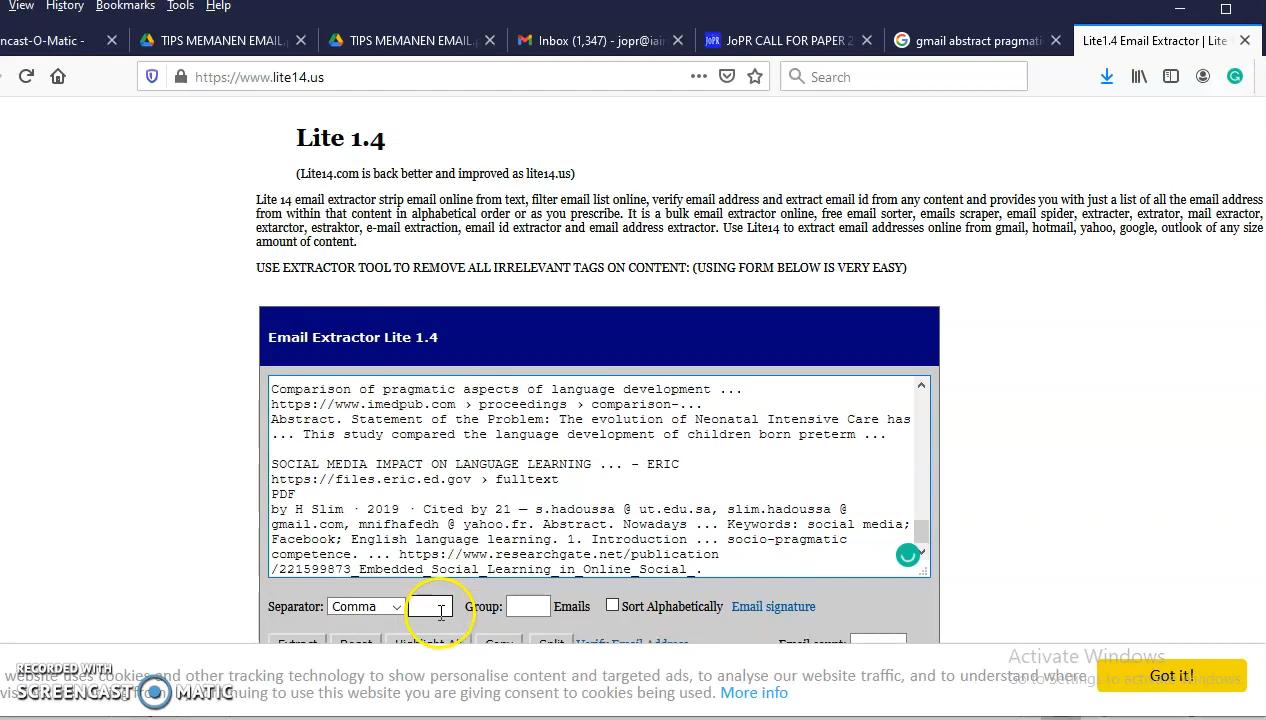 View History Bookmarks Tools Help
ncast-O-Matic - TIPS MEMANEN EMAIL. TIPS MEMANEN EMAIL. Inbox (1,347) - jopr@iain JoPR CALL FOR PAPER 2 gmail abstract pragmati Lite1.4 Email Extractor | Lite
https://www.lite14.us Search
Lite 1.4
(Lite14.com is back better and improved as lite14.us)
Lite 14 email extractor strip email online from text, filter email list online, verify email address and extract email id from any content and provides you with just a list of all the email address
from within that content in alphabetical order or as you prescribe. It is a bulk email extractor online, free email sorter, emails scraper, email spider, extracter, extrator, mail exractor,
extarctor, estraktor, e-mail extraction, email id extractor and email address extractor. Use Lite14 to extract email addresses online from gmail, hotmail, yahoo, google, outlook of any size
amount of content.
USE EXTRACTOR TOOL TO REMOVE ALL IRRELEVANT TAGS ON CONTENT: (USING FORM BELOW IS VERY EASY)
Email Extractor Lite 1.4
Comparison of pragmatic aspects of language development ...
https://www.imedpub.com › proceedings › comparison-...
Abstract. Statement of the Problem: The evolution of Neonatal Intensive Care has
... This study compared the language development of children born preterm ...
SOCIAL MEDIA IMPACT ON LANGUAGE LEARNING ... - ERIC
https://files.eric.ed.gov › fulltext
PDF
by H Slim · 2019 · Cited by 21 — s.hadoussa @ ut.edu.sa, slim.hadoussa @
gmail.com, mnifhafedh @ yahoo.fr. Abstract. Nowadays ... Keywords: social media;
Facebook; English language learning. 1. Introduction ... socio-pragmatic
competence. ... https://www.researchgate.net/publication
/221599873_Embedded_Social_Learning_in_Online_Social_.
Separator: Comma Group: Emails Sort Alphabetically Email signature
Extract Reset Copy Split Verify Email Address Email count:
Activate Windows
RECORDED WITH
website uses cookies and other tracking technology to show personalise content and targeted ads, to analyse our website traffic, and to understand where Got it!
SCREENCAST-O-MATIC to use this website you are giving consent to cookies being used. More info